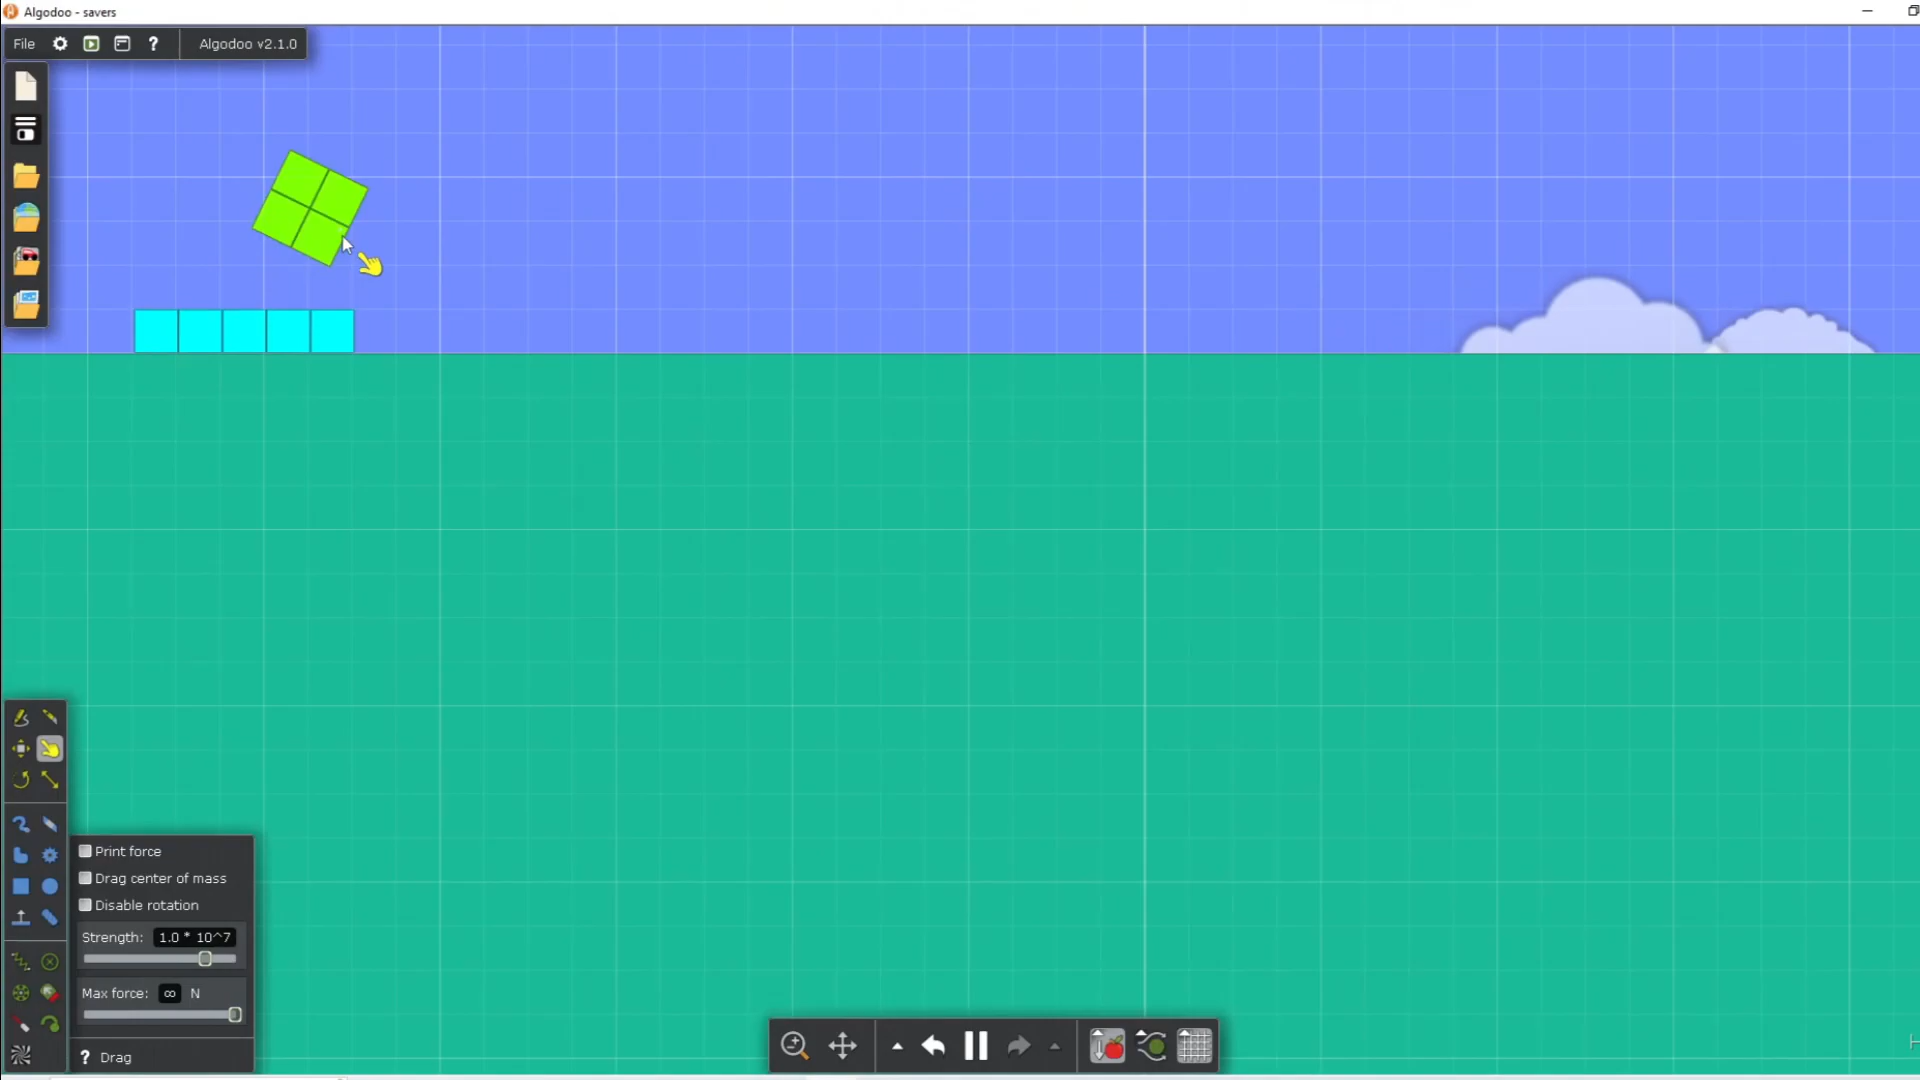 Algodoo - savers
File
?
Algodoo v2.1.0
Print force
Drag center of mass
Disable rotation
Strength: 1.0 * 10^7
Max force: ∞ N
? Drag